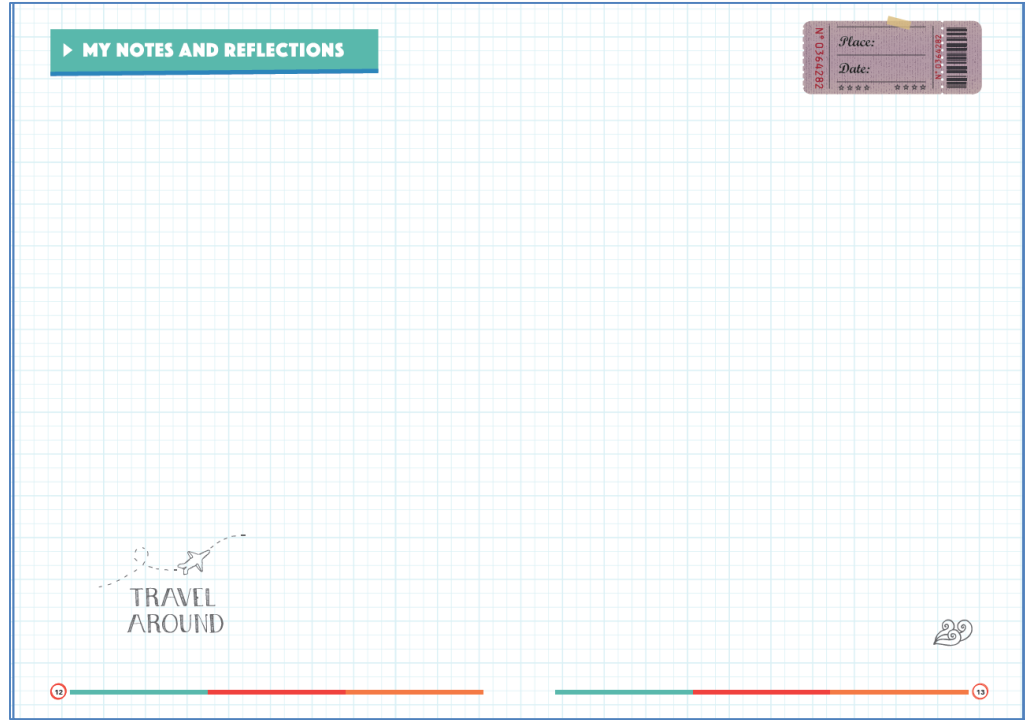 MY NOTES AND REFLECTIONS
N° 0364282
Place:
Date:
N° 0364282
TRAVEL
AROUND
12
13